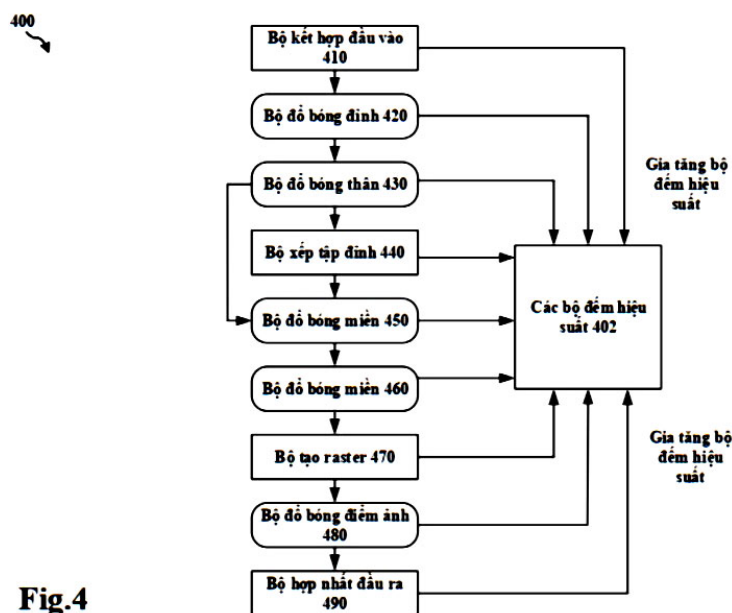 400
Bộ kết hợp đầu vào
410
Bộ đổ bóng đỉnh 420
Bộ đổ bóng thân 430
Bộ xếp tập đỉnh 440
Bộ đổ bóng miền 450
Bộ đổ bóng miền 460
Bộ tạo raster 470
Bộ đổ bóng điểm ảnh
480
Bộ hợp nhất đầu ra
490
Gia tăng bộ
đếm hiệu
suất
Các bộ đếm hiệu
suất 402
Gia tăng bộ
đếm hiệu
suất
Fig.4